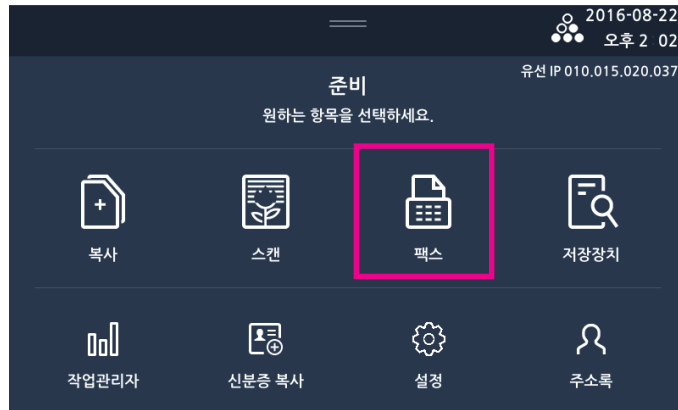 2016-08-22
오후 2 02
유선 IP 010.015.020.037
준비
원하는 항목을 선택하세요.
복사
스캔
팩스
저장장치
작업관리자
신분증 복사
설정
주소록